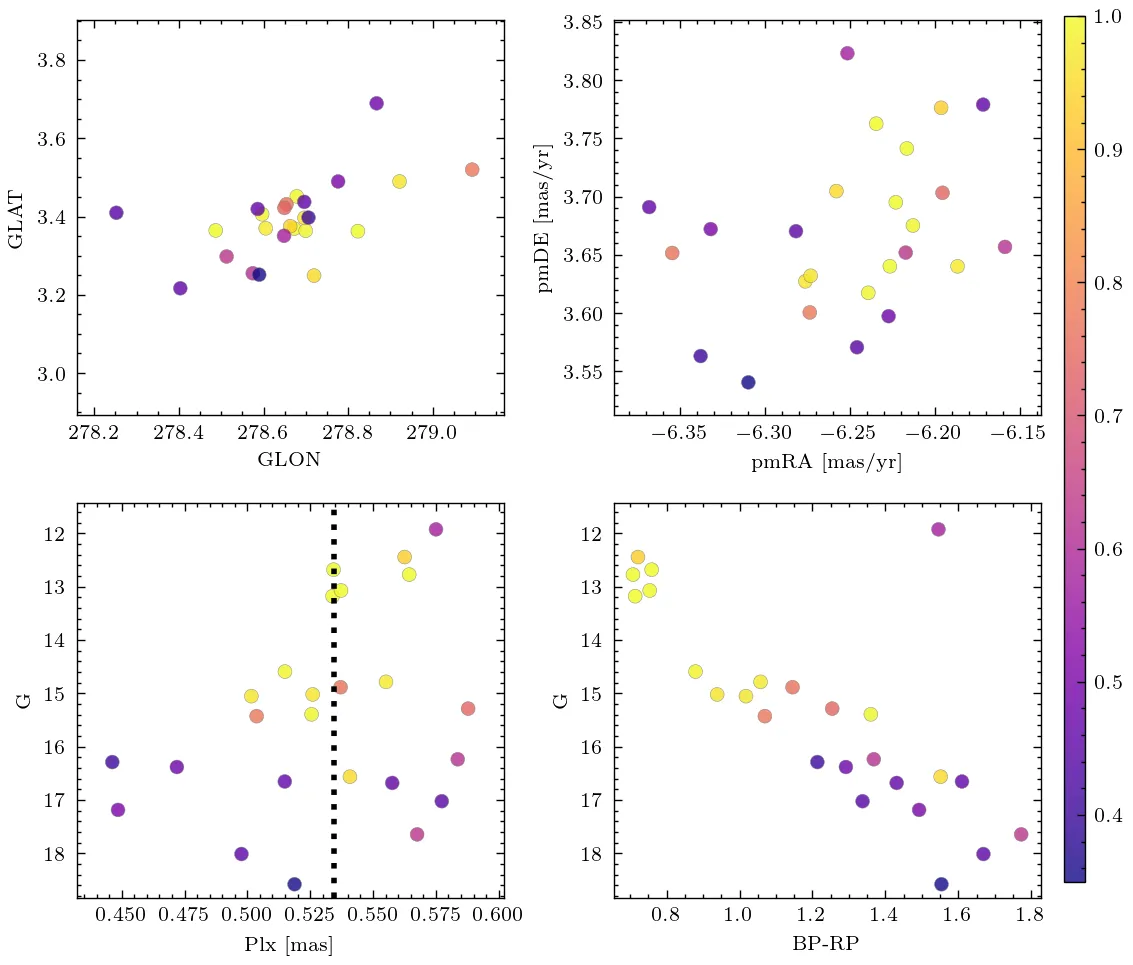 3.8
3.6
3.4
3.2
3.0
GLAT
278.2 278.4 278.6 278.8 279.0
GLON
3.85
3.80
3.75
3.70
3.65
3.60
3.55
pmDE [mas/yr]
−6.35 −6.30 −6.25 −6.20 −6.15
pmRA [mas/yr]
12
13
14
15
16
17
18
G
0.450 0.475 0.500 0.525 0.550 0.575 0.600
Plx [mas]
12
13
14
15
16
17
18
G
0.8 1.0 1.2 1.4 1.6 1.8
BP-RP
1.0
0.9
0.8
0.7
0.6
0.5
0.4